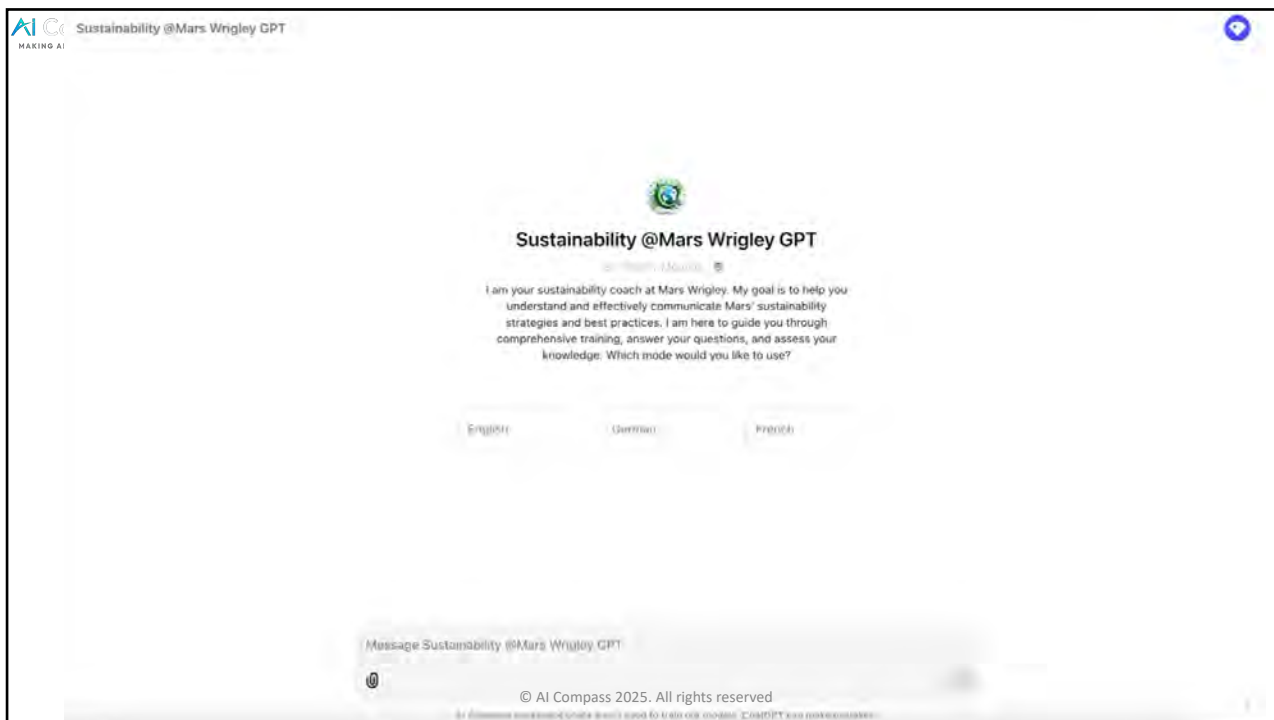 AI Co
MAKING AI
Sustainability @Mars Wrigley GPT
Sustainability @Mars Wrigley GPT
I am your sustainability coach at Mars Wrigley. My goal is to help you
understand and effectively communicate Mars' sustainability
strategies and best practices. I am here to guide you through
comprehensive training, answer your questions, and assess your
knowledge. Which mode would you like to use?
English
German
French
Message Sustainability @Mars Wrigley GPT
© AI Compass 2025. All rights reserved